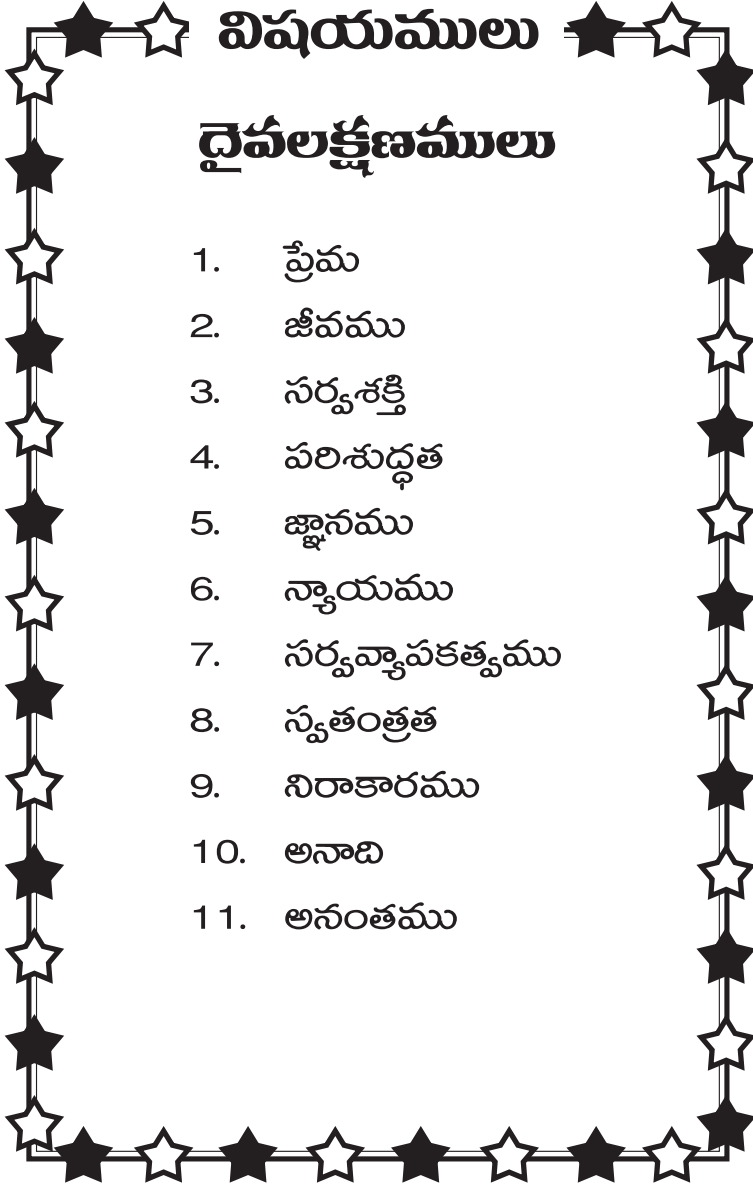 విషయములు
దైవలక్షణములు
1. ప్రేమ
2. జీవము
3. సర్వశక్తి
4. పరిశుద్ధత
5. జ్ఞానము
6. న్యాయము
7. సర్వవ్యాపకత్వము
8. స్వతంత్రత
9. నిరాకారము
10. అనాది
11. అనంతము